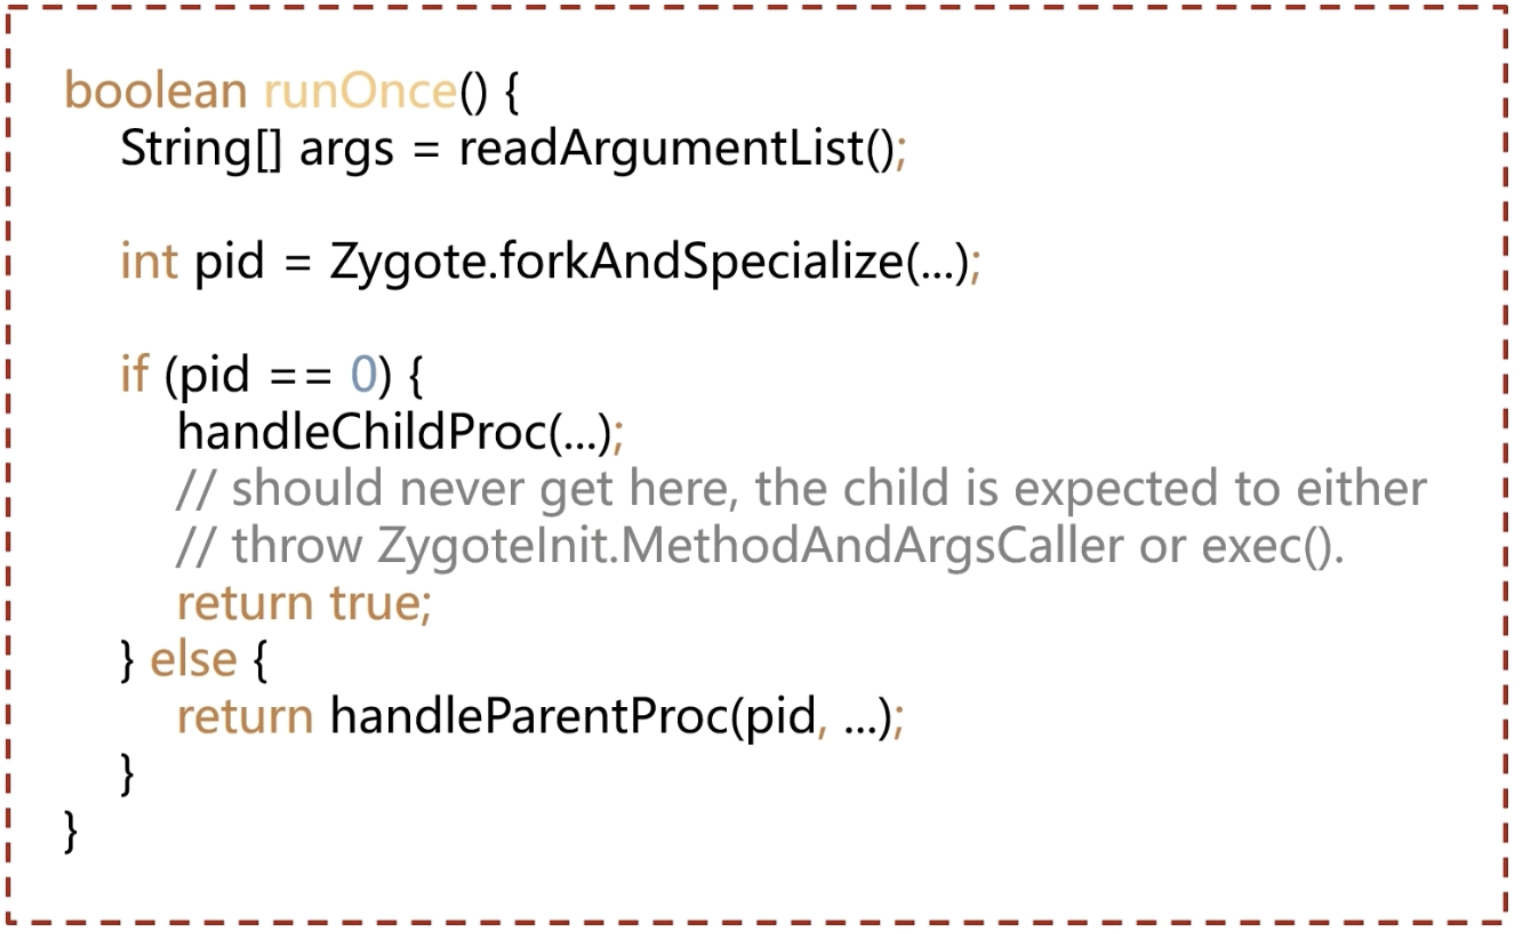 boolean runOnce() {
String[] args = readArgumentList();
int pid = Zygote.forkAndSpecialize(...);
if (pid == 0) {
handleChildProc(...);
// should never get here, the child is expected to either
// throw ZygoteInit.MethodAndArgsCaller or exec().
return true;
} else {
return handleParentProc(pid, ...);
}
}